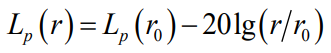 L_p(r) = L_p(r_0) − 20lg(r/r_0)